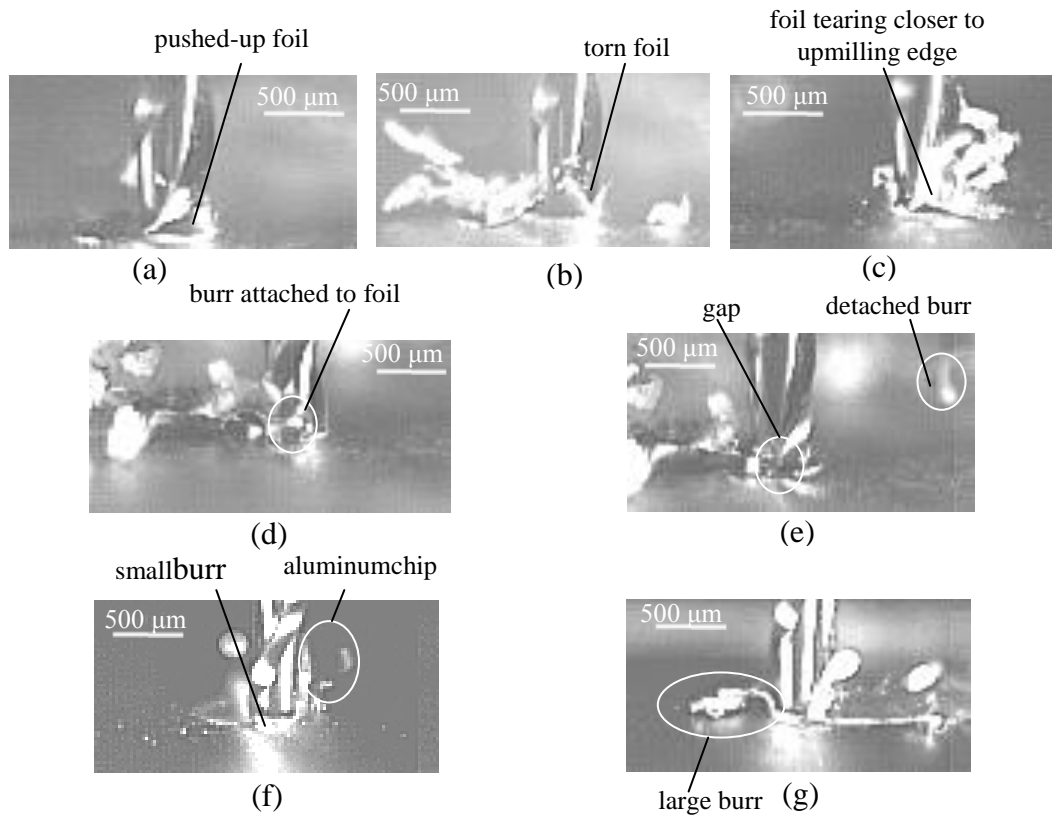 pushed-up foil
torn foil
foil tearing closer to
upmilling edge
500 μm
500 μm
500 μm
(a)
(b)
(c)
burr attached to foil
gap
detached burr
500 μm
500 μm
(d)
(e)
smallburr
aluminumchip
500 μm
500 μm
(f)
large burr
(g)